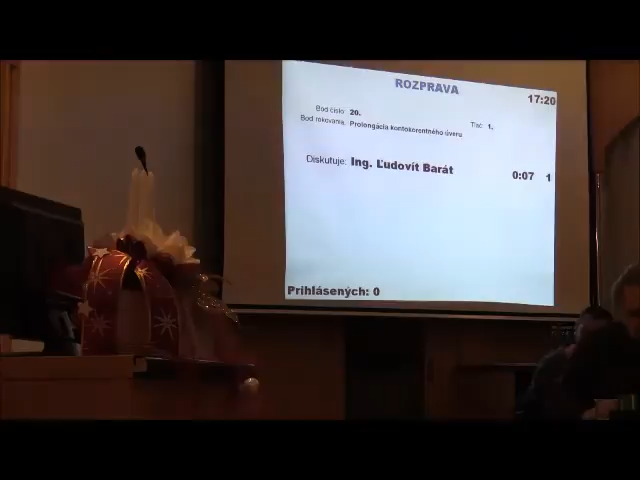 ROZPRAVA
17:20
Bod číslo: 20.
Tlač: 1.
Bod rokovania: Prolongácia kontokorentného úveru
Diskutuje: Ing. Ľudovít Barát 0:07 1
Prihlásených: 0